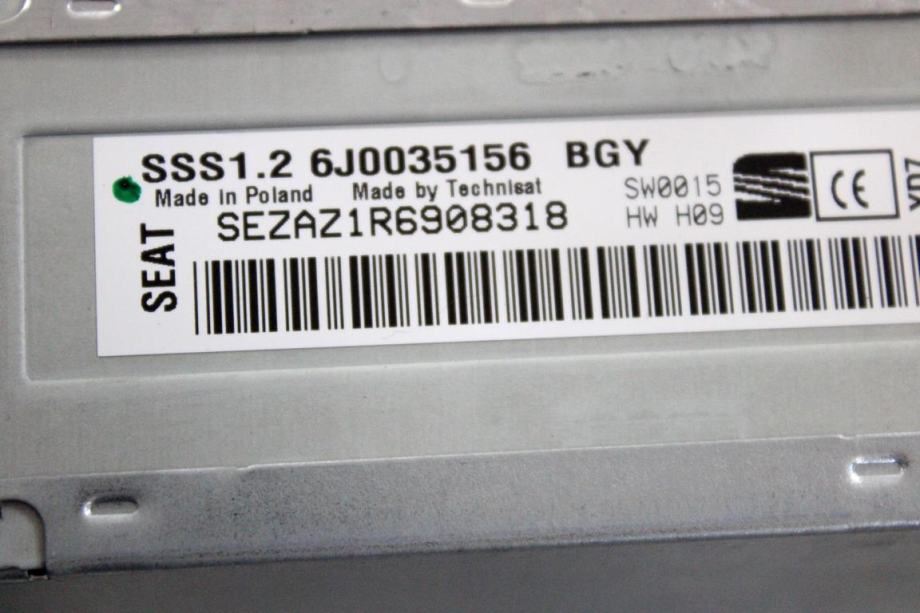 SSS1.2 6J0035156 BGY
Made in Poland Made by Technisat
SW0015
SEZAZ1R6908318
HW H09
SEAT
CE